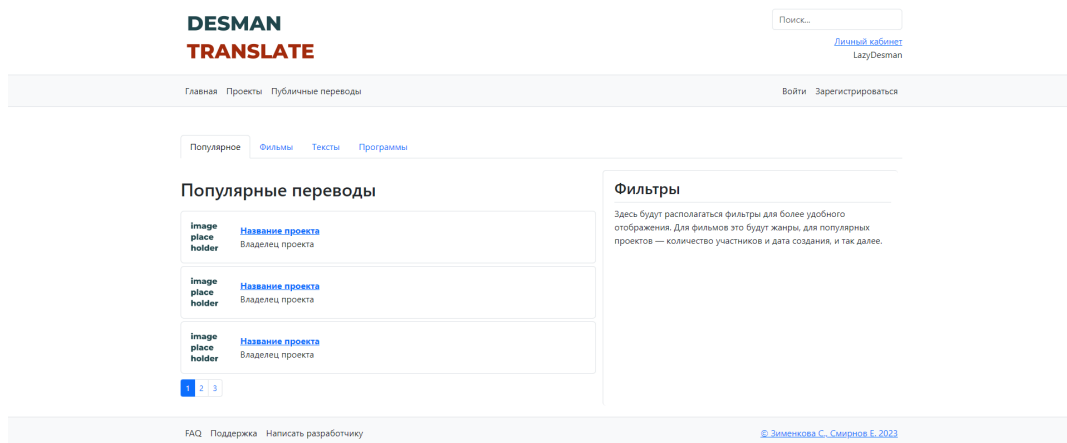 DESMAN
TRANSLATE
Поиск...
Личный кабинет
LazyDesman
Главная Проекты Публичные переводы
Войти Зарегистрироваться
Популярное Фильмы Тексты Программы
Популярные переводы
image
place
holder
Название проекта
Владелец проекта
image
place
holder
Название проекта
Владелец проекта
image
place
holder
Название проекта
Владелец проекта
1 2 3
Фильтры
Здесь будут располагаться фильтры для более удобного
отображения. Для фильмов это будут жанры, для популярных
проектов — количество участников и дата создания, и так далее.
FAQ Поддержка Написать разработчику
© Зименкова С., Смирнов Е. 2023